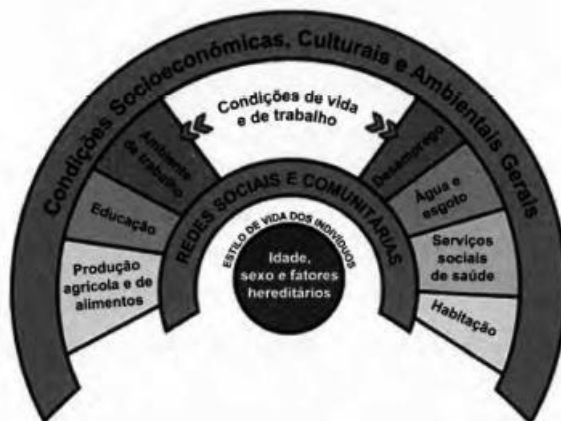 Condições Socioeconômicas, Culturais e Ambientais Gerais
Condições de vida
e de trabalho
Ambiente
de trabalho
Educação
Produção
agrícola e de
alimentos
Desemprego
Água e
esgoto
Serviços
sociais
de saúde
Habitação
REDES SOCIAIS E COMUNITÁRIAS
ESTILO DE VIDA DOS INDIVÍDUOS
Idade,
sexo e fatores
hereditários